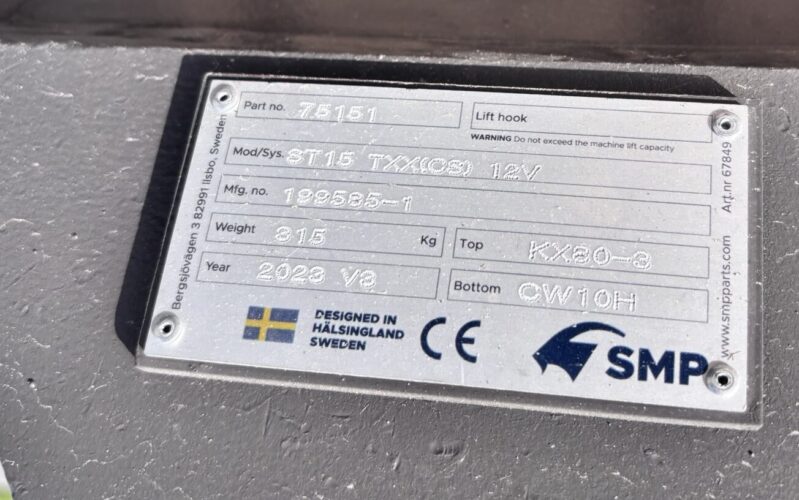 Part no. 75151
Lift hook
WARNING Do not exceed the machine lift capacity
Mod/Sys. ST15 TXX(CS) 12V
Mfg. no. 199585-1
Weight 315 Kg
Top KX80-3
Year 2023 V3
Bottom CW10H
DESIGNED IN
HÄLSINGLAND
SWEDEN
CE
SMP
Bergsjövägen 3 82991 Ilsbo, Sweden
www.smpparts.com Art.nr 67849